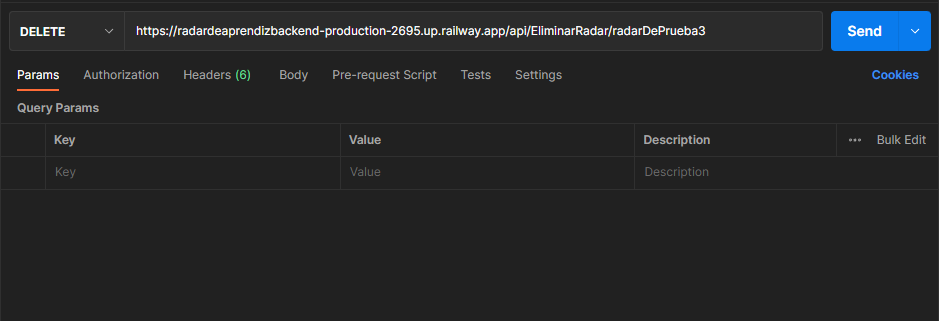 DELETE https://radardeaprendizbackend-production-2695.up.railway.app/api/EliminarRadar/radarDePrueba3 Send
Params Authorization Headers (6) Body Pre-request Script Tests Settings Cookies
Query Params
Key Value Description ••• Bulk Edit
Key Value Description